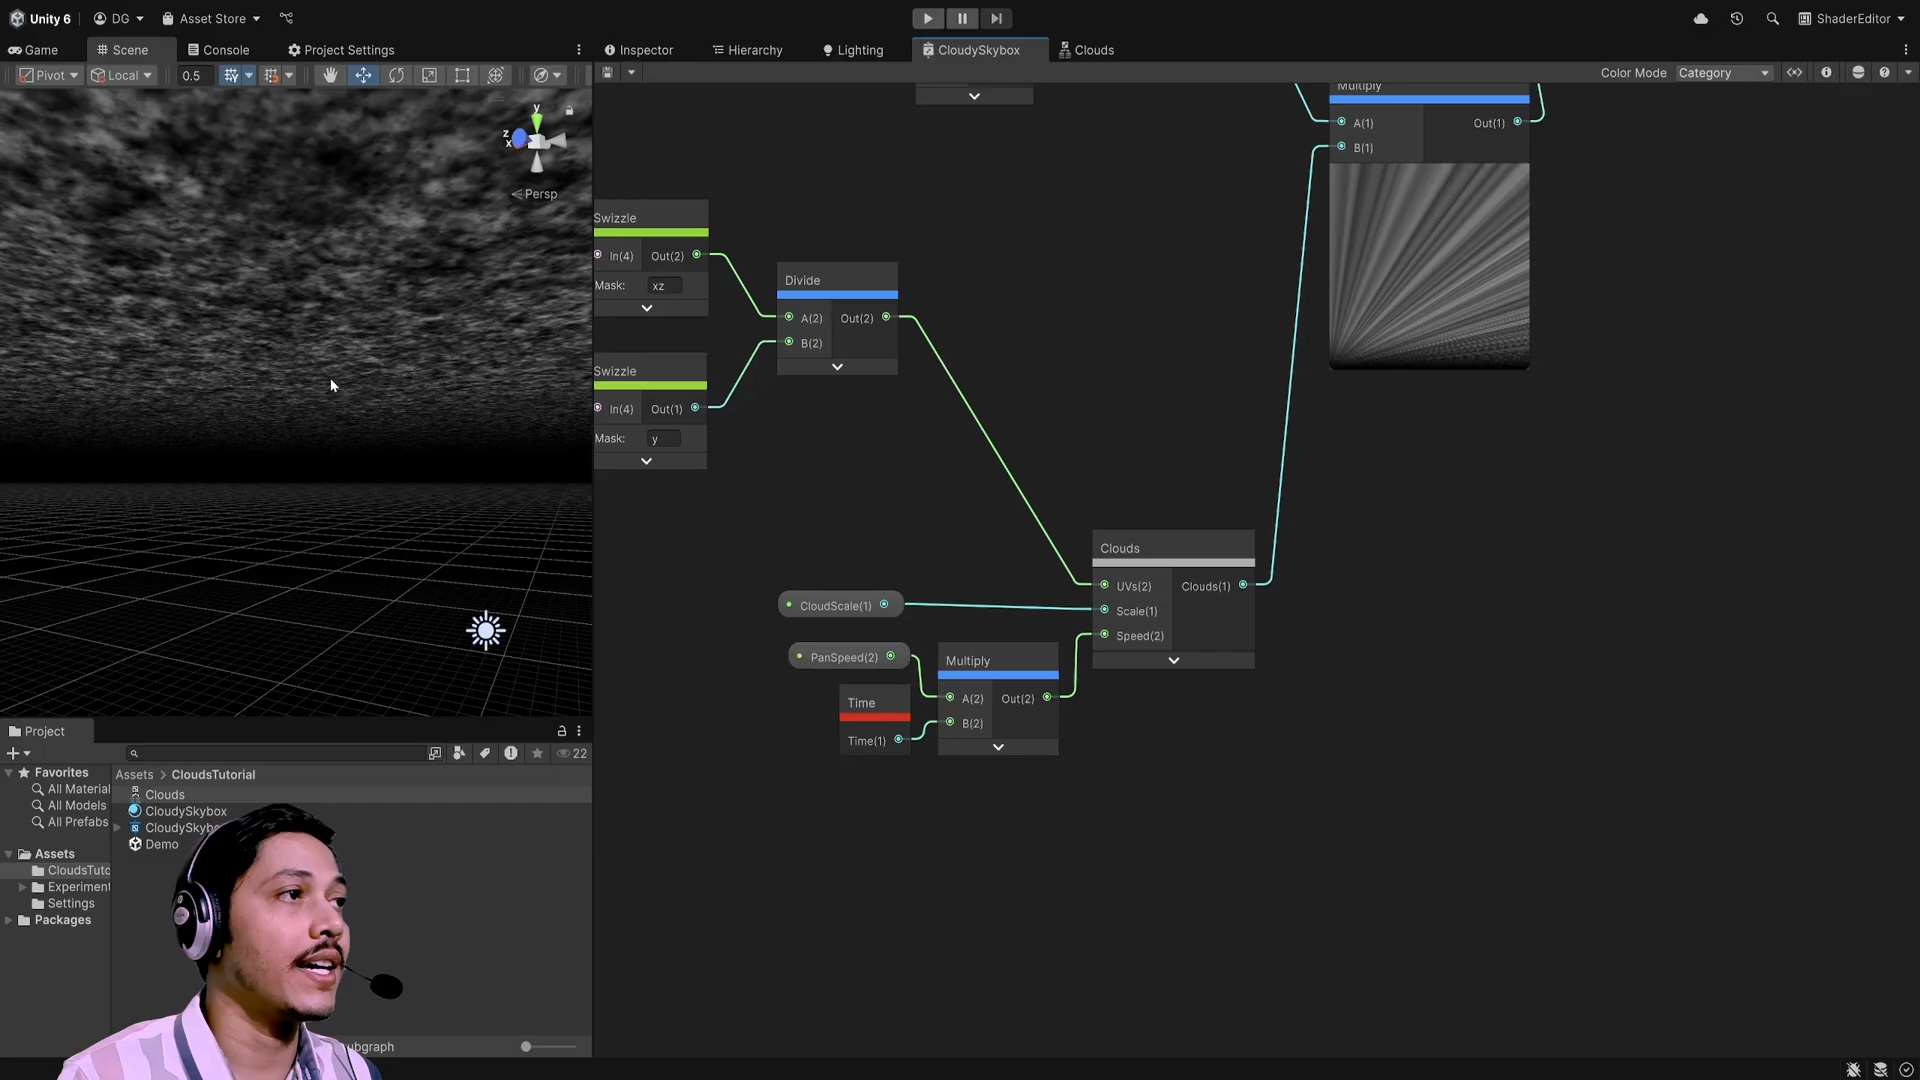 Unity 6
DG
Asset Store
ShaderEditor
Game
Scene
Console
Project Settings
Inspector
Hierarchy
Lighting
CloudySkybox
Clouds
Pivot
Local
0.5
Color Mode
Category
y
z
x
Persp
Multiply
A(1)
Out(1)
B(1)
Swizzle
In(4)
Out(2)
Mask:
xz
Divide
A(2)
Out(2)
B(2)
Swizzle
In(4)
Out(1)
Mask:
y
Clouds
UVs(2)
Clouds(1)
Scale(1)
Speed(2)
CloudScale(1)
PanSpeed(2)
Multiply
A(2)
Out(2)
B(2)
Time
Time(1)
Project
22
Favorites
All Material
All Models
All Prefabs
Assets
CloudsTuto
Experiment
Settings
Packages
Assets > CloudsTutorial
Clouds
CloudySkybox
CloudySkybo
Demo
ubgraph